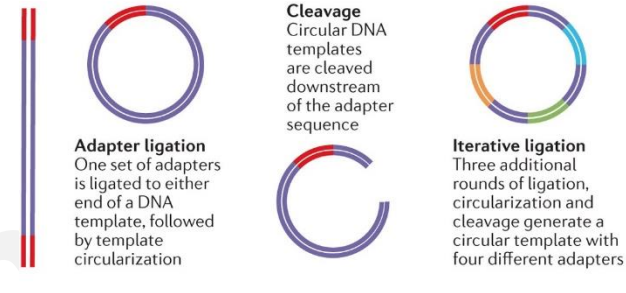 Adapter ligation
One set of adapters
is ligated to either
end of a DNA
template, followed
by template
circularization
Cleavage
Circular DNA
templates
are cleaved
downstream
of the adapter
sequence
Iterative ligation
Three additional
rounds of ligation,
circularization and
cleavage generate a
circular template with
four different adapters